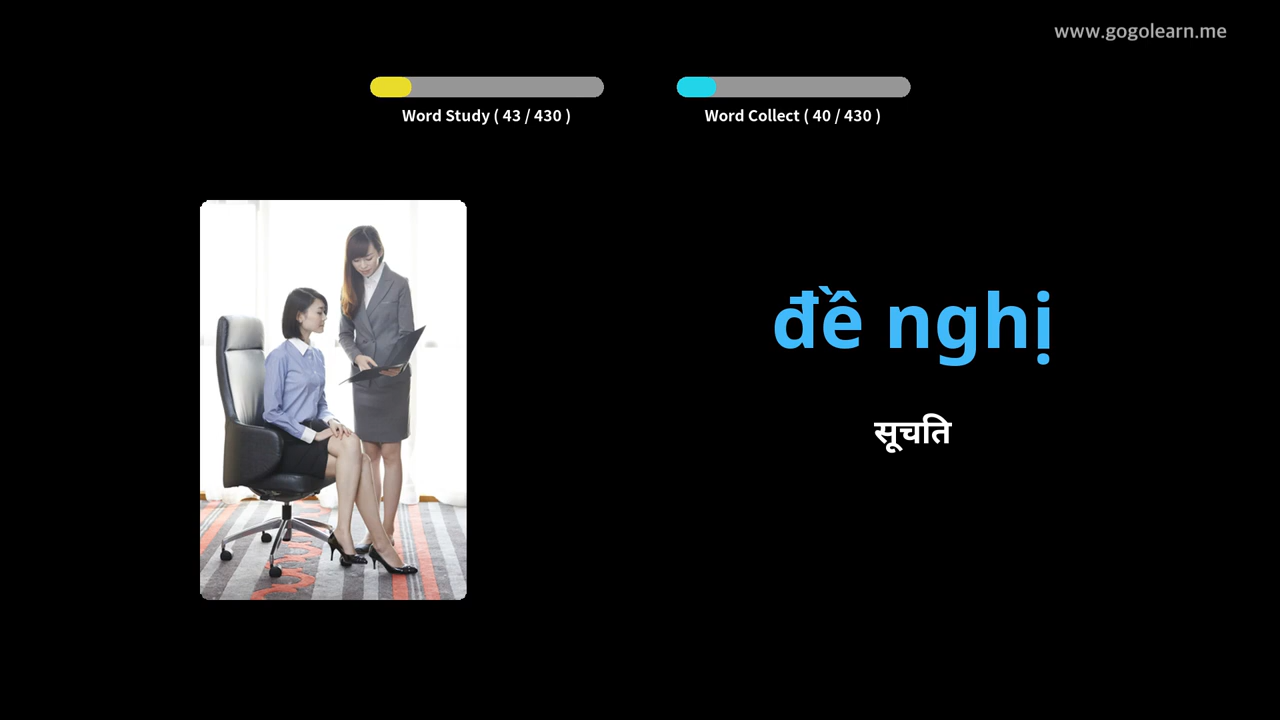 www.gogolearn.me
Word Study ( 43 / 430 )
Word Collect ( 40 / 430 )
đề nghị
सूचति